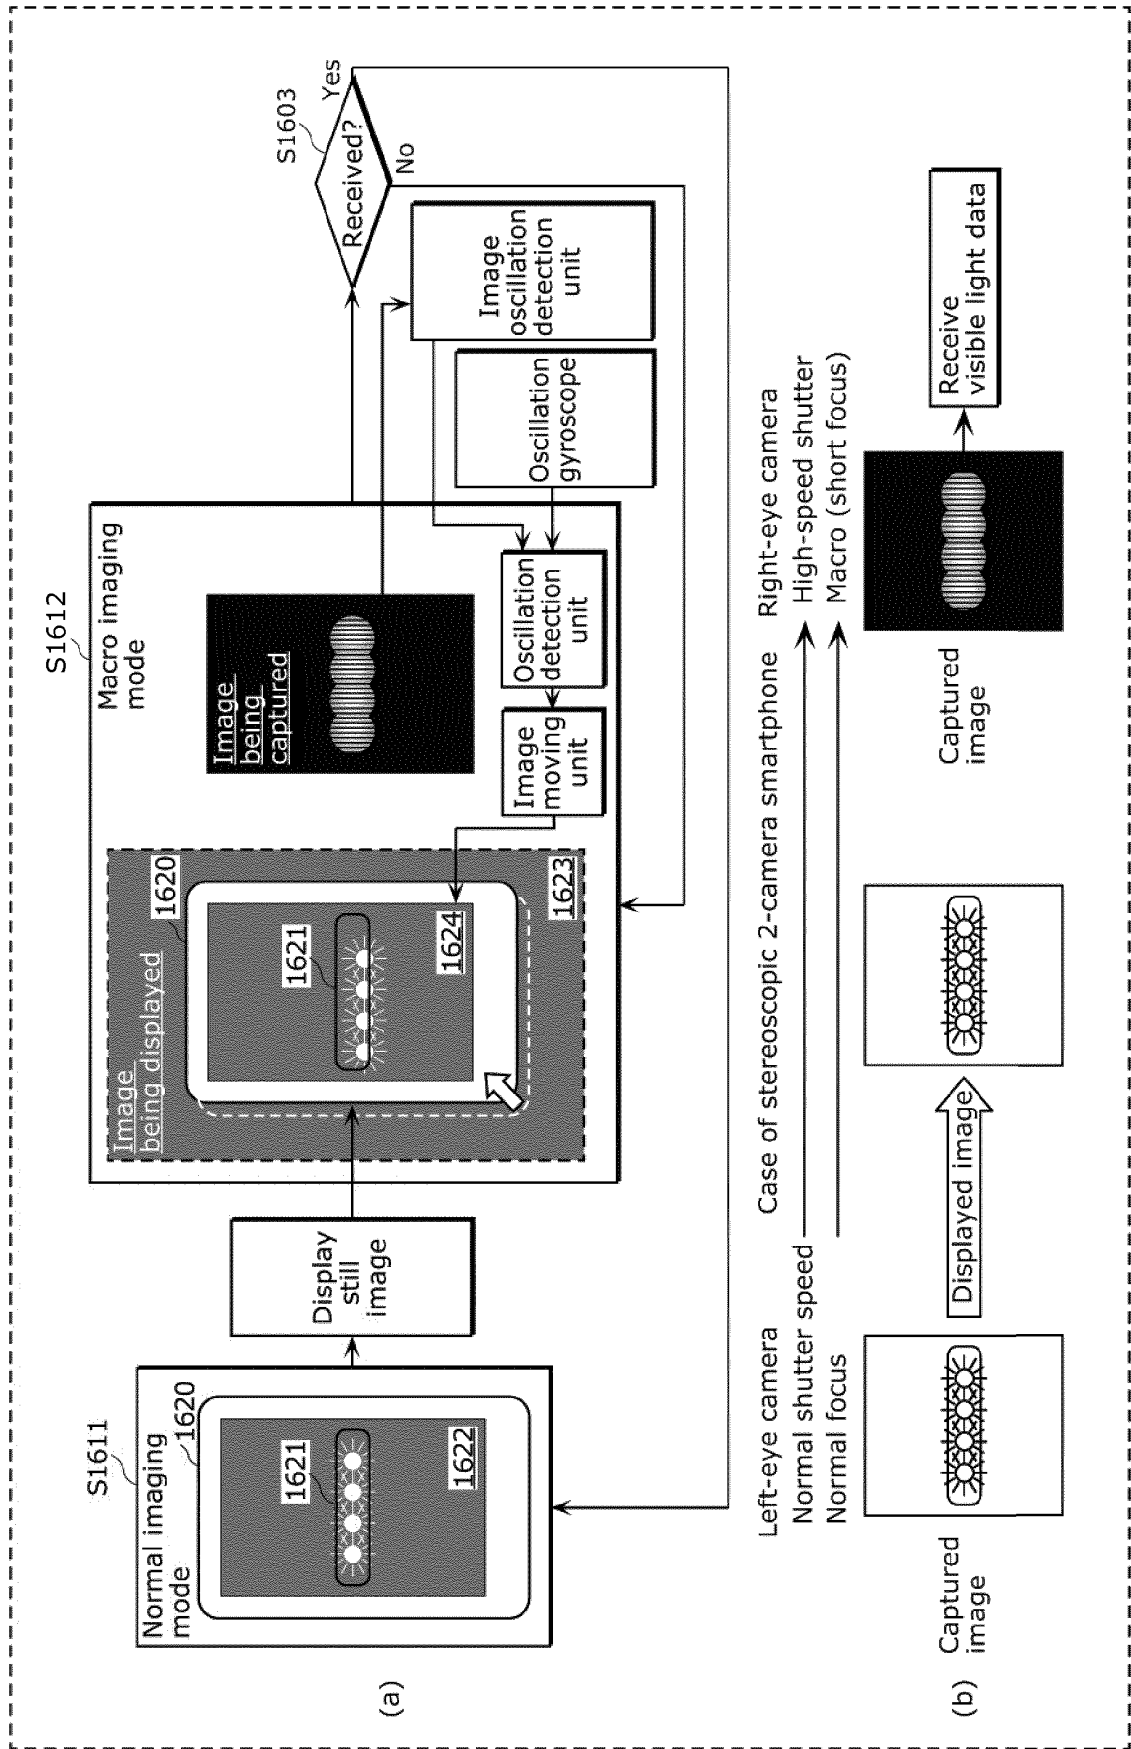 (a)
S1611
Normal imaging
mode
1620
1621
1622
Display
still
image
S1612
Macro imaging
mode
Image
being displayed
1620
1621
1624
1623
Image
being
captured
Image
moving
unit
Oscillation
detection
unit
Oscillation
gyroscope
Image
oscillation
detection
unit
S1603
Received?
Yes
No
(b)
Case of stereoscopic 2-camera smartphone
Left-eye camera
Normal shutter speed
Normal focus
Right-eye camera
High-speed shutter
Macro (short focus)
Captured
image
Displayed image
Captured
image
Receive
visible light data